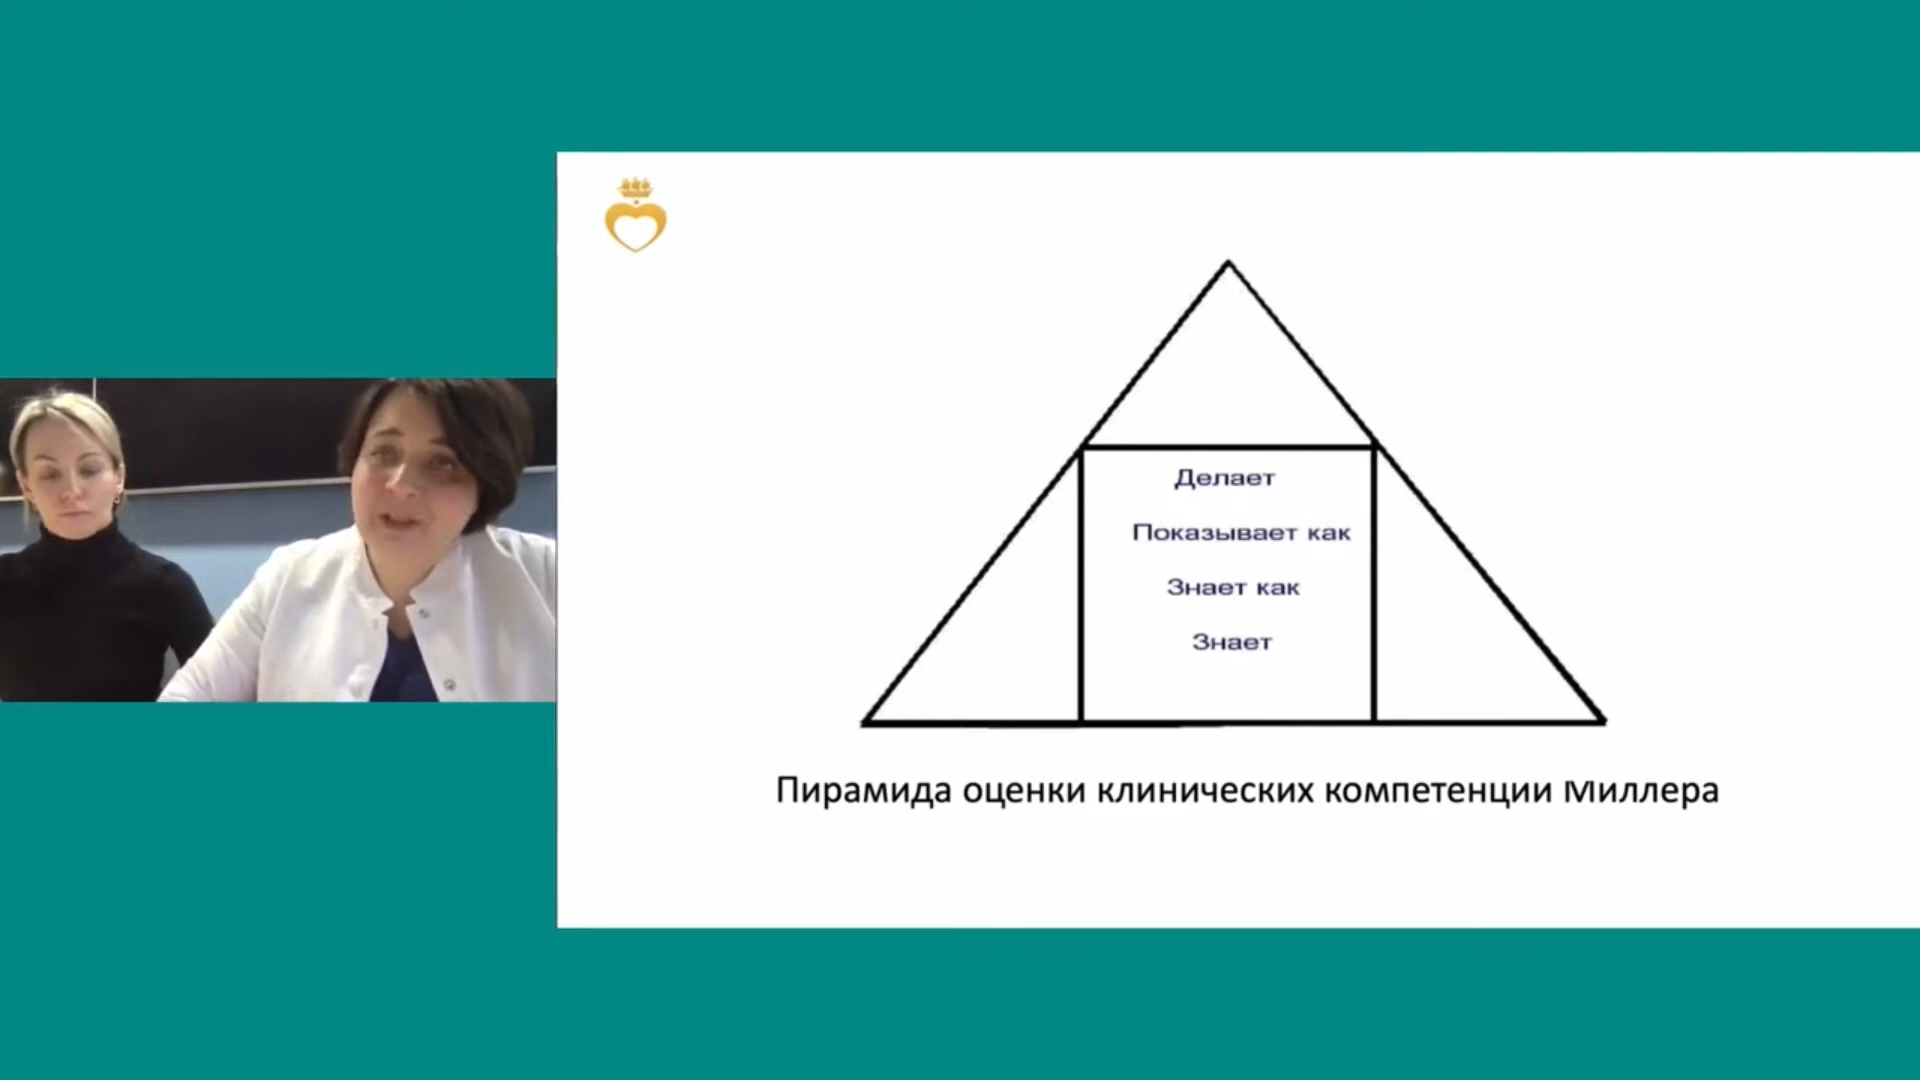 Делает
Показывает как
Знает как
Знает
Пирамида оценки клинических компетенции Миллера